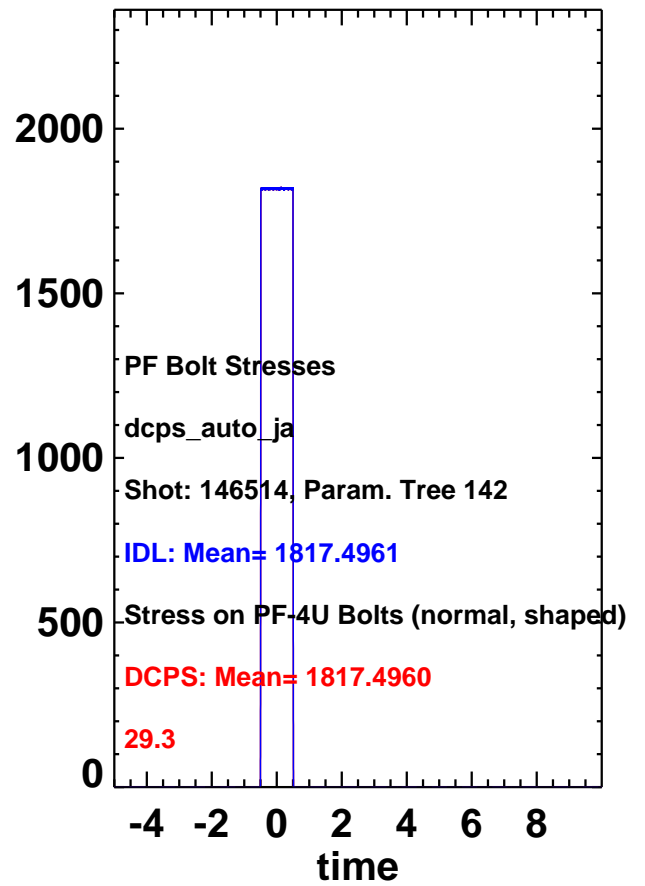 2000
1500
PF Bolt Stresses
dcps_auto_ja
1000
Shot: 146514, Param. Tree 142
IDL: Mean= 1817.4961
500
Stress on PF-4U Bolts (normal, shaped)
DCPS: Mean= 1817.4960
29.3
0
-4 -2 0 2 4 6 8
time